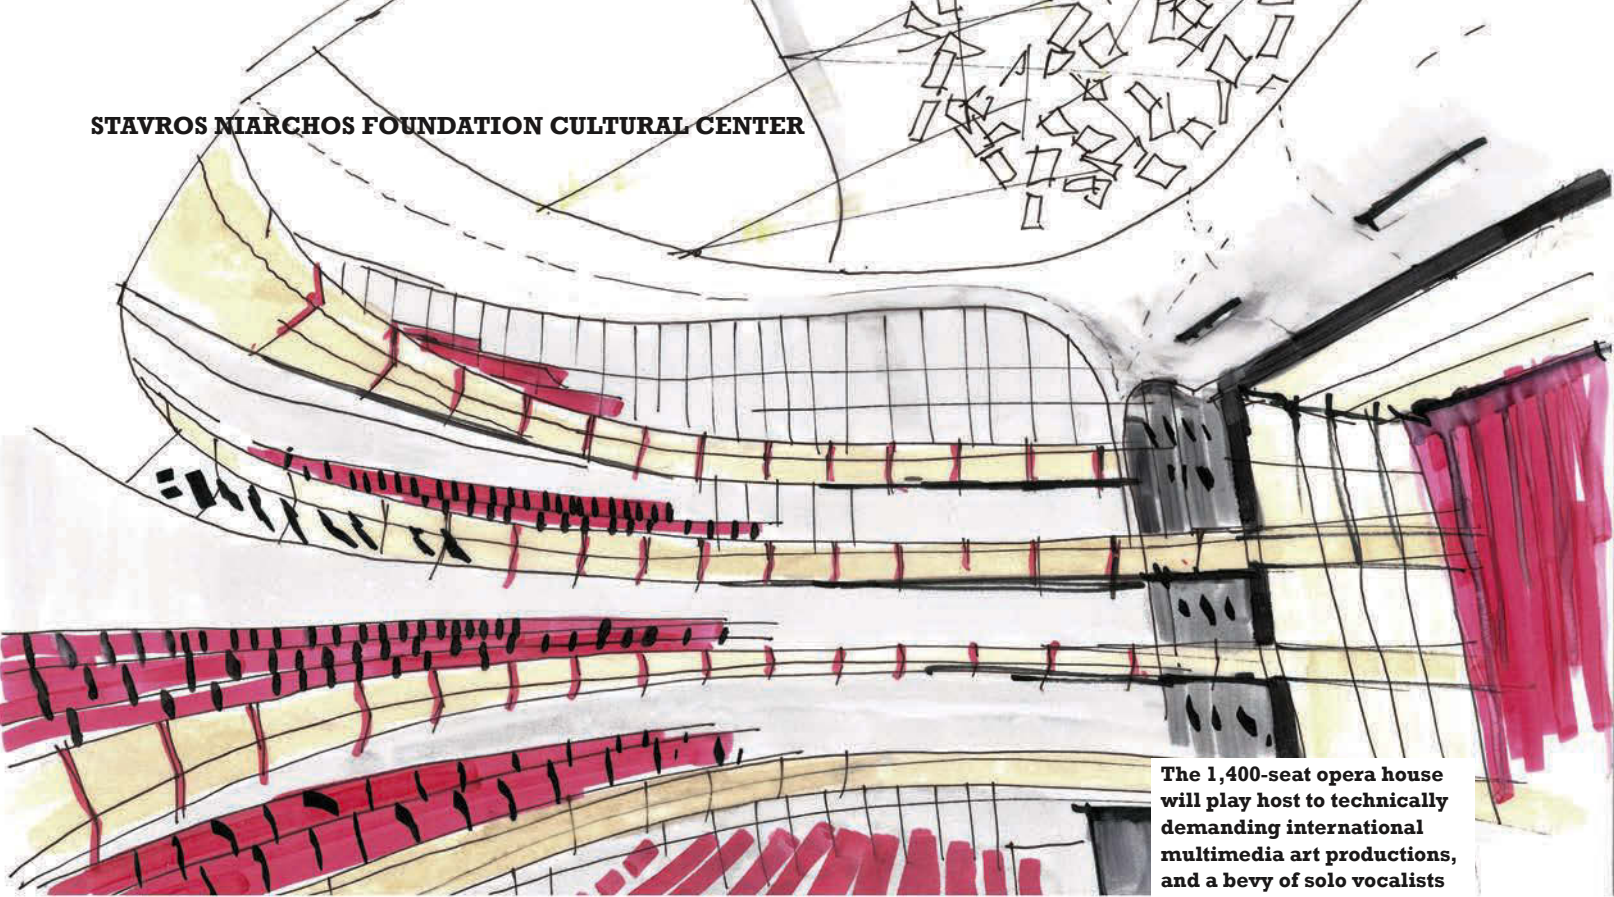 STAVROS NIARCHOS FOUNDATION CULTURAL CENTER
The 1,400-seat opera house
will play host to technically
demanding international
multimedia art productions,
and a bevy of solo vocalists